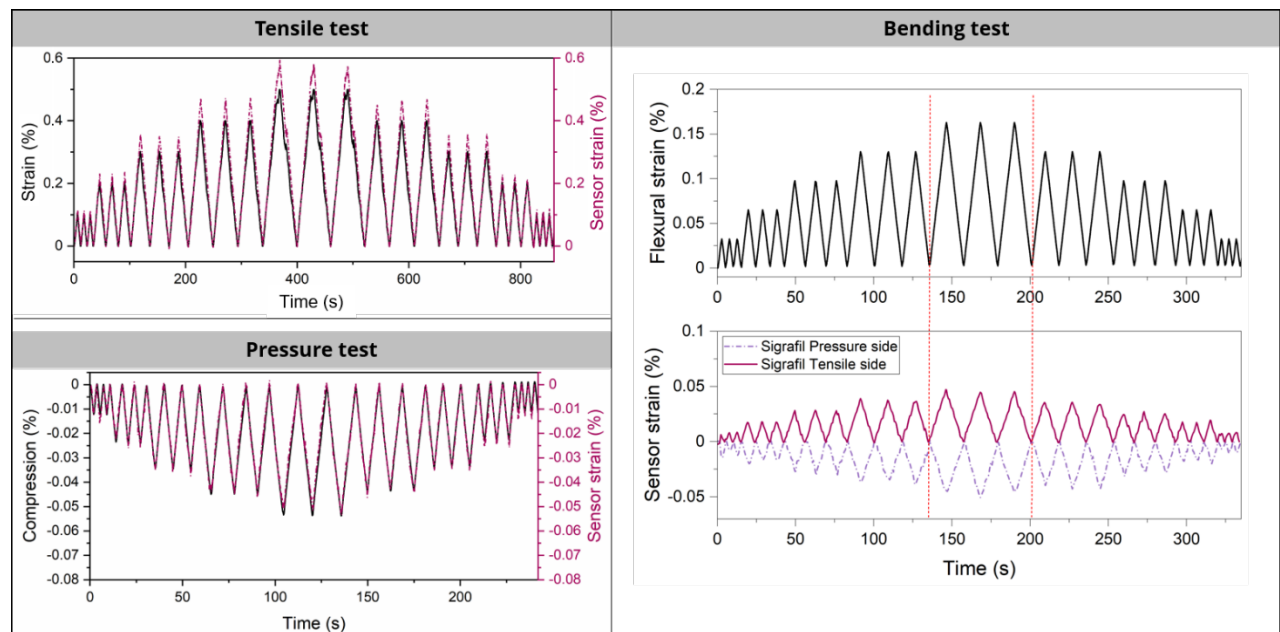 Tensile test
0.6
0.4
0.2
0
Strain (%)
0.6
0.4
0.2
0
Sensor strain (%)
0 200 400 600 800
Time (s)
Pressure test
0
-0.01
-0.02
-0.03
-0.04
-0.05
-0.06
-0.07
-0.08
Compression (%)
0
-0.01
-0.02
-0.03
-0.04
-0.05
-0.06
-0.07
-0.08
Sensor strain (%)
0 50 100 150 200
Time (s)
Bending test
0.2
0.15
0.1
0.05
0
Flexural strain (%)
0 50 100 150 200 250 300
Time (s)
0.1
0.05
0
-0.05
Sensor strain (%)
Sigrafil Pressure side
Sigrafil Tensile side
0 50 100 150 200 250 300
Time (s)